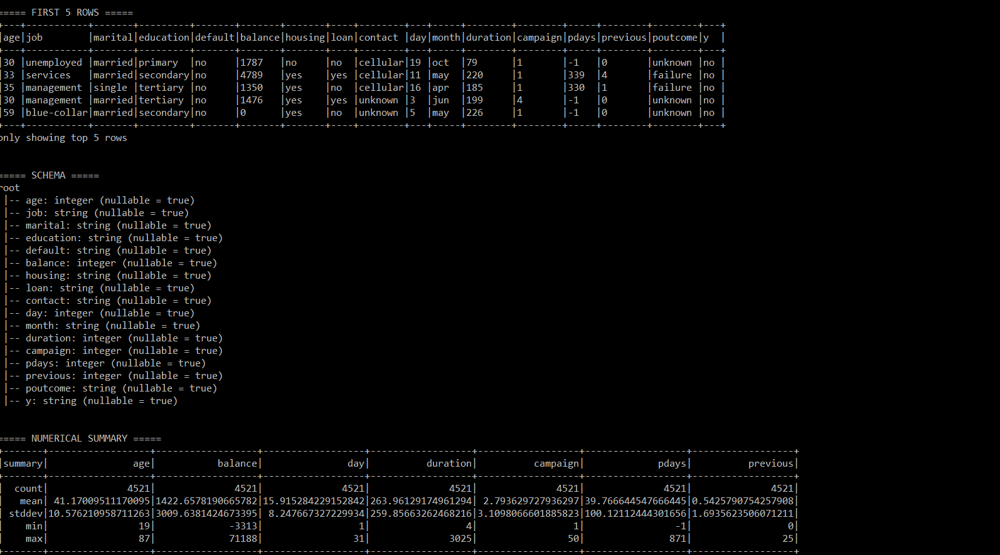 ===== FIRST 5 ROWS =====
+---+-----------+-------+---------+-------+-------+-------+----+--------+---+-----+--------+--------+-----+--------+--------+---+
|age|job        |marital|education|default|balance|housing|loan|contact |day|month|duration|campaign|pdays|previous|poutcome|y  |
+---+-----------+-------+---------+-------+-------+-------+----+--------+---+-----+--------+--------+-----+--------+--------+---+
|30 |unemployed |married|primary  |no     |1787   |no     |no  |cellular|19 |oct  |79      |1       |-1   |0       |unknown |no |
|33 |services   |married|secondary|no     |4789   |yes    |yes |cellular|11 |may  |220     |1       |339  |4       |failure |no |
|35 |management |single |tertiary |no     |1350   |yes    |no  |cellular|16 |apr  |185     |1       |330  |1       |failure |no |
|30 |management |married|tertiary |no     |1476   |yes    |yes |unknown |3  |jun  |199     |4       |-1   |0       |unknown |no |
|59 |blue-collar|married|secondary|no     |0      |yes    |no  |unknown |5  |may  |226     |1       |-1   |0       |unknown |no |
+---+-----------+-------+---------+-------+-------+-------+----+--------+---+-----+--------+--------+-----+--------+--------+---+
only showing top 5 rows
===== SCHEMA =====
root
 |-- age: integer (nullable = true)
 |-- job: string (nullable = true)
 |-- marital: string (nullable = true)
 |-- education: string (nullable = true)
 |-- default: string (nullable = true)
 |-- balance: integer (nullable = true)
 |-- housing: string (nullable = true)
 |-- loan: string (nullable = true)
 |-- contact: string (nullable = true)
 |-- day: integer (nullable = true)
 |-- month: string (nullable = true)
 |-- duration: integer (nullable = true)
 |-- campaign: integer (nullable = true)
 |-- pdays: integer (nullable = true)
 |-- previous: integer (nullable = true)
 |-- poutcome: string (nullable = true)
 |-- y: string (nullable = true)
===== NUMERICAL SUMMARY =====
+-------+------------------+------------------+------------------+------------------+------------------+------------------+------------------+
|summary|               age|           balance|               day|          duration|          campaign|             pdays|          previous|
+-------+------------------+------------------+------------------+------------------+------------------+------------------+------------------+
|  count|              4521|              4521|              4521|              4521|              4521|              4521|              4521|
|   mean| 41.17009511170095|1422.6578190665782|15.915284229152842|263.96129174961294| 2.793629727936297|39.766644547666445|0.5425790754257908|
| stddev|10.576210958711263|3009.6381424673395| 8.247667327229934|259.85663262468216|3.1098066601885823|100.12112444301656|1.6935623506071211|
|    min|                19|             -3313|                 1|                 4|                 1|                -1|                 0|
|    max|                87|             71188|                31|              3025|                50|               871|                25|
+-------+------------------+------------------+------------------+------------------+------------------+------------------+------------------+